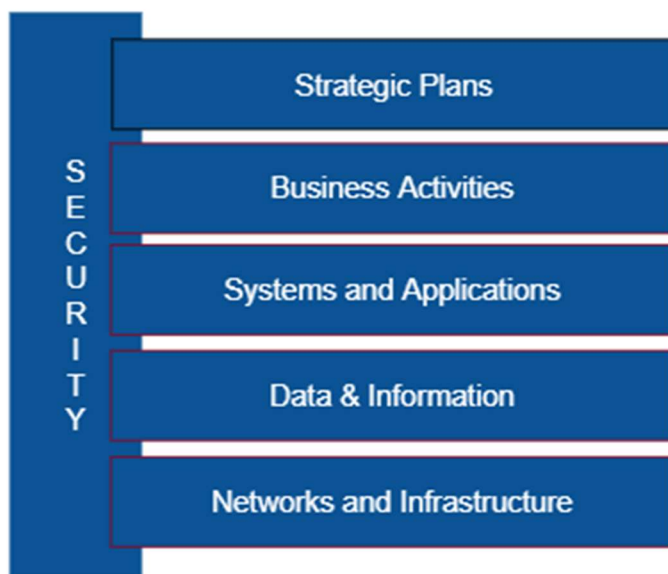 SECURITY
Strategic Plans
Business Activities
Systems and Applications
Data & Information
Networks and Infrastructure